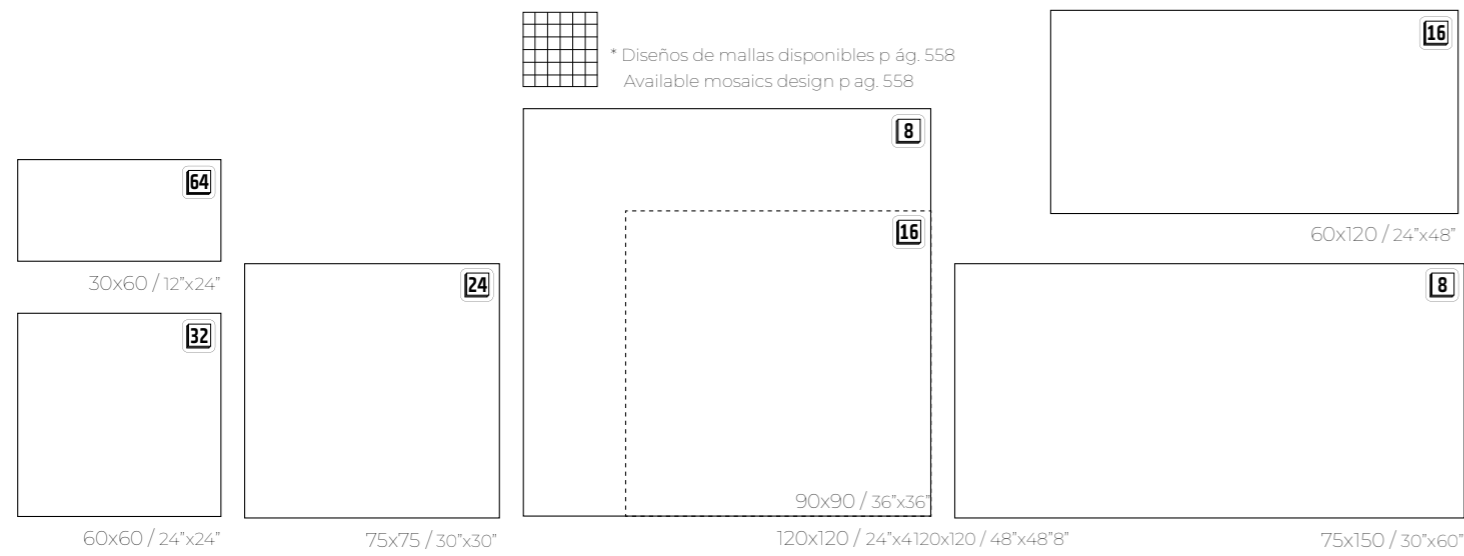 * Diseños de mallas disponibles p ág. 558
Available mosaics design p ag. 558
16
60x120 / 24”x48”
64
30x60 / 12”x24”
32
60x60 / 24”x24”
24
75x75 / 30”x30”
8
16
90x90 / 36”x36”
120x120 / 24”x4120x120 / 48”x48”8”
8
75x150 / 30”x60”